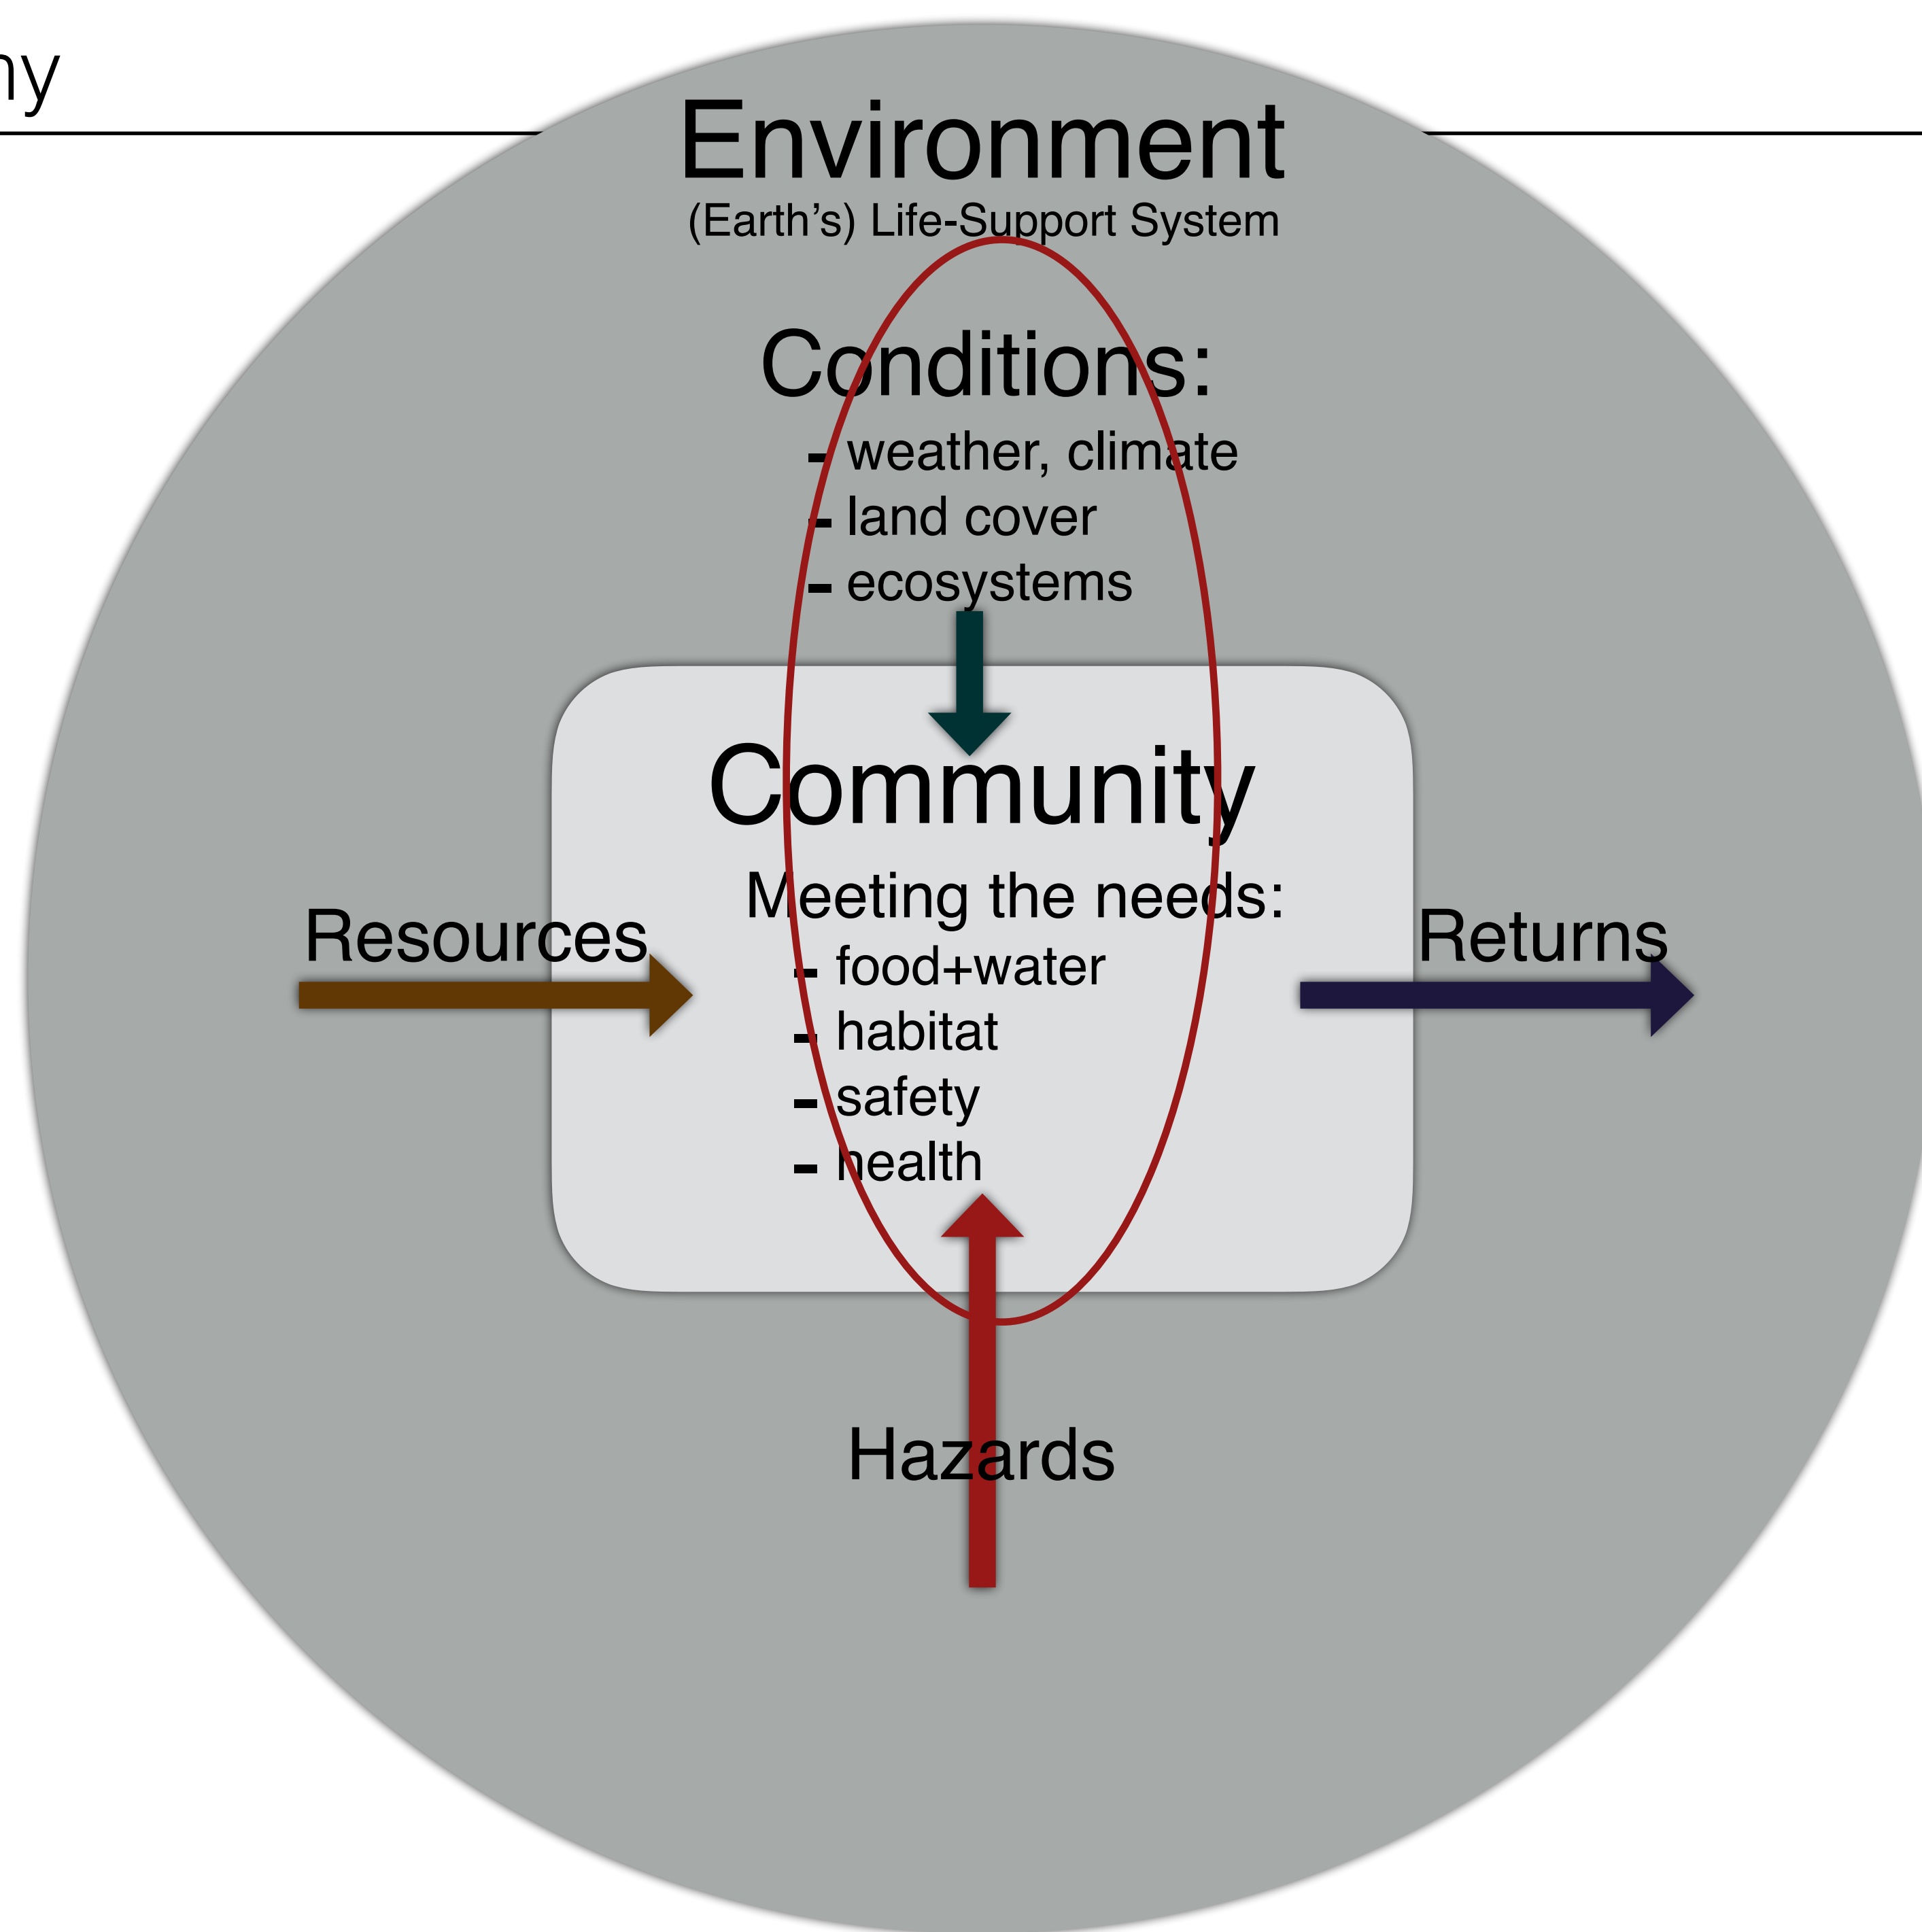 ny
Environment
(Earth’s) Life-Support System
Conditions:
- weather, climate
- land cover
- ecosystems
Community
Meeting the needs:
- food+water
- habitat
- safety
- health
Resources
Returns
Hazards